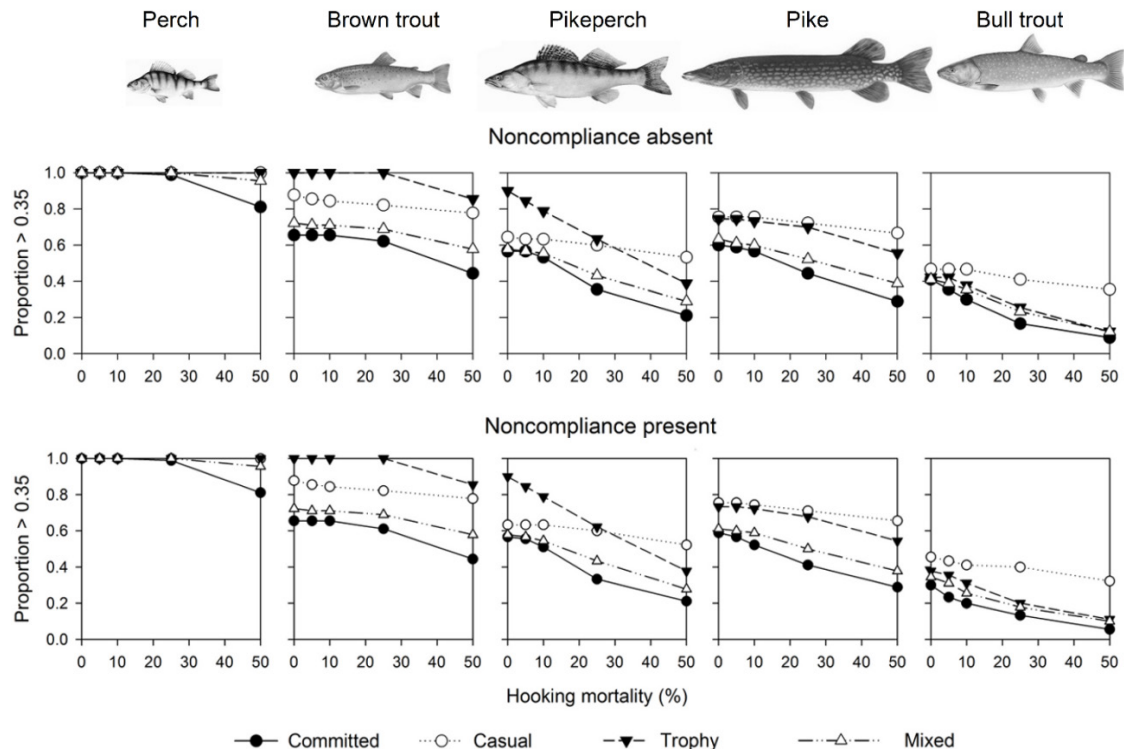 Perch Brown trout Pikeperch Pike Bull trout
Noncompliance absent
Proportion > 0.35
1.0
0.8
0.6
0.4
0.2
0.0
0 10 20 30 40 50 0 10 20 30 40 50 0 10 20 30 40 50 0 10 20 30 40 50 0 10 20 30 40 50
Noncompliance present
Proportion > 0.35
1.0
0.8
0.6
0.4
0.2
0.0
0 10 20 30 40 50 0 10 20 30 40 50 0 10 20 30 40 50 0 10 20 30 40 50 0 10 20 30 40 50
Hooking mortality (%)
Committed Casual Trophy Mixed